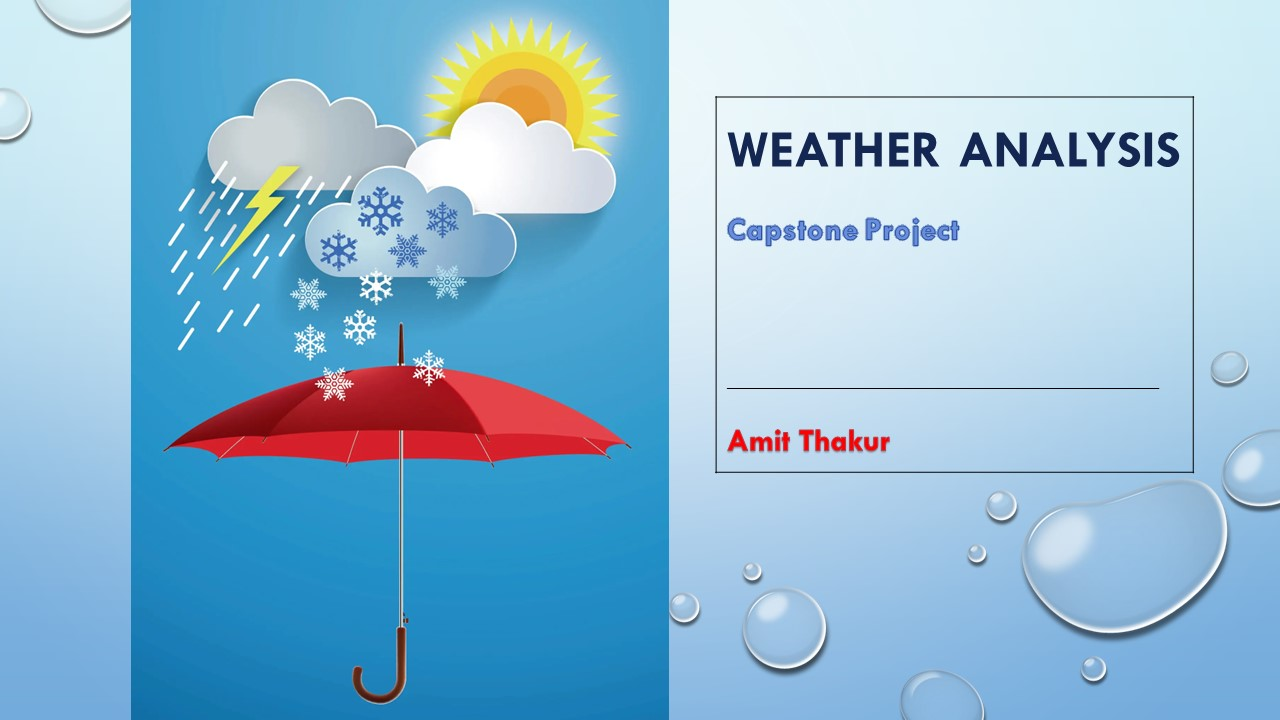 WEATHER ANALYSIS
Capstone Project
Amit Thakur